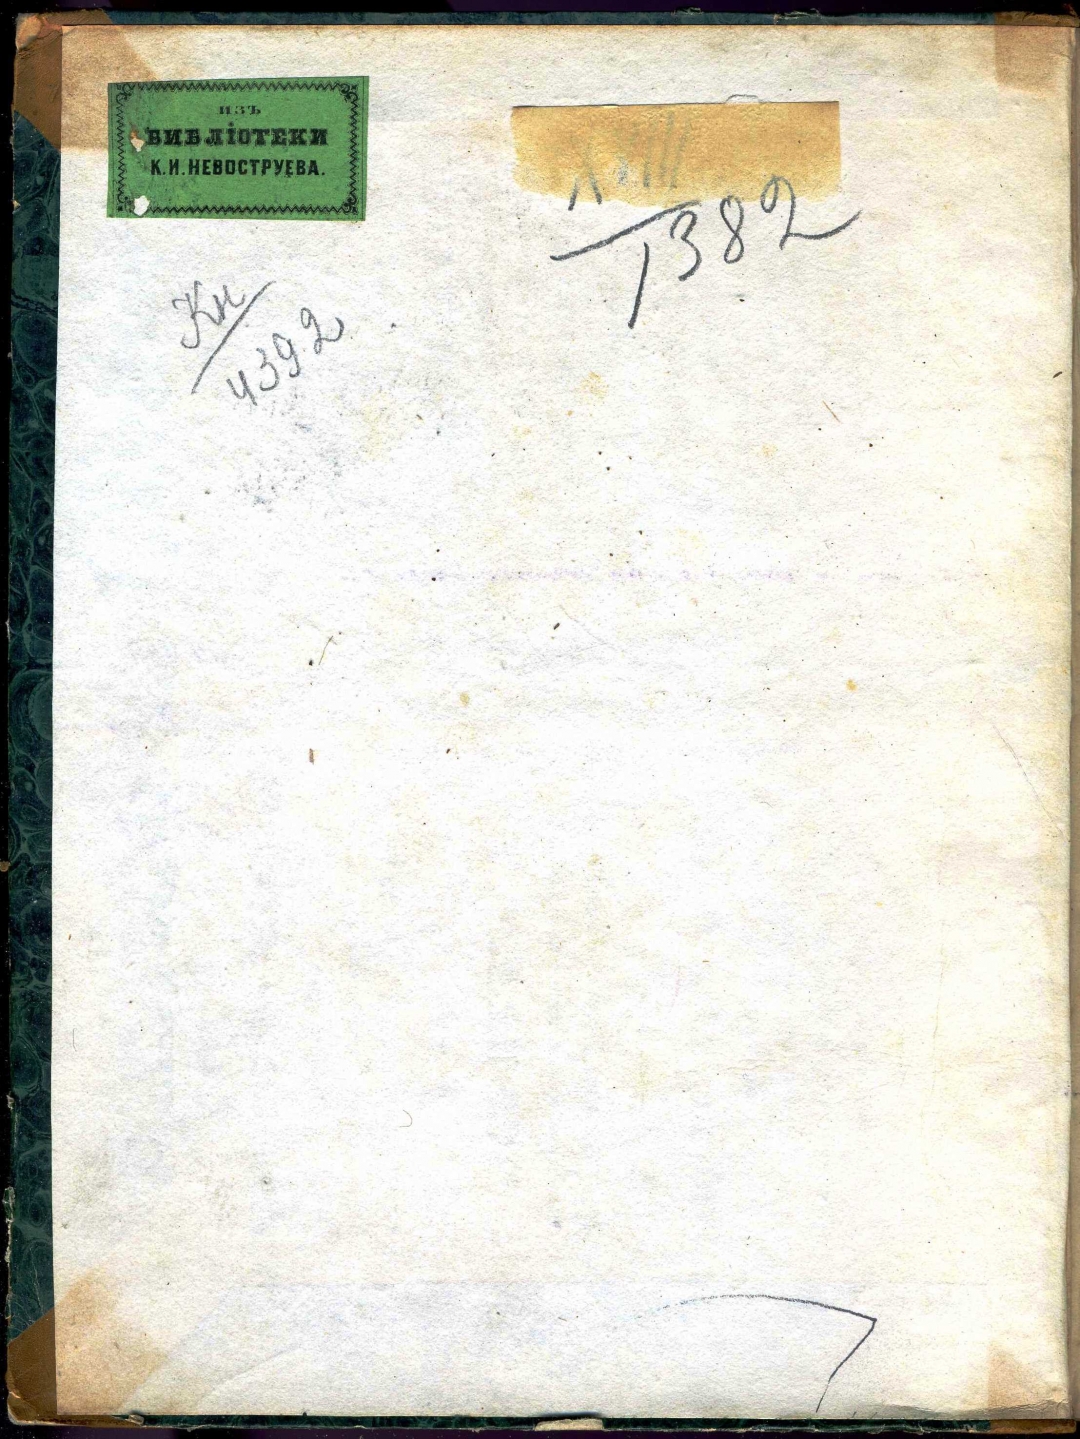 изъ
БИБЛІОТЕКИ
К.И.НЕВОСТРУЕВА.
1382
Кн
4392